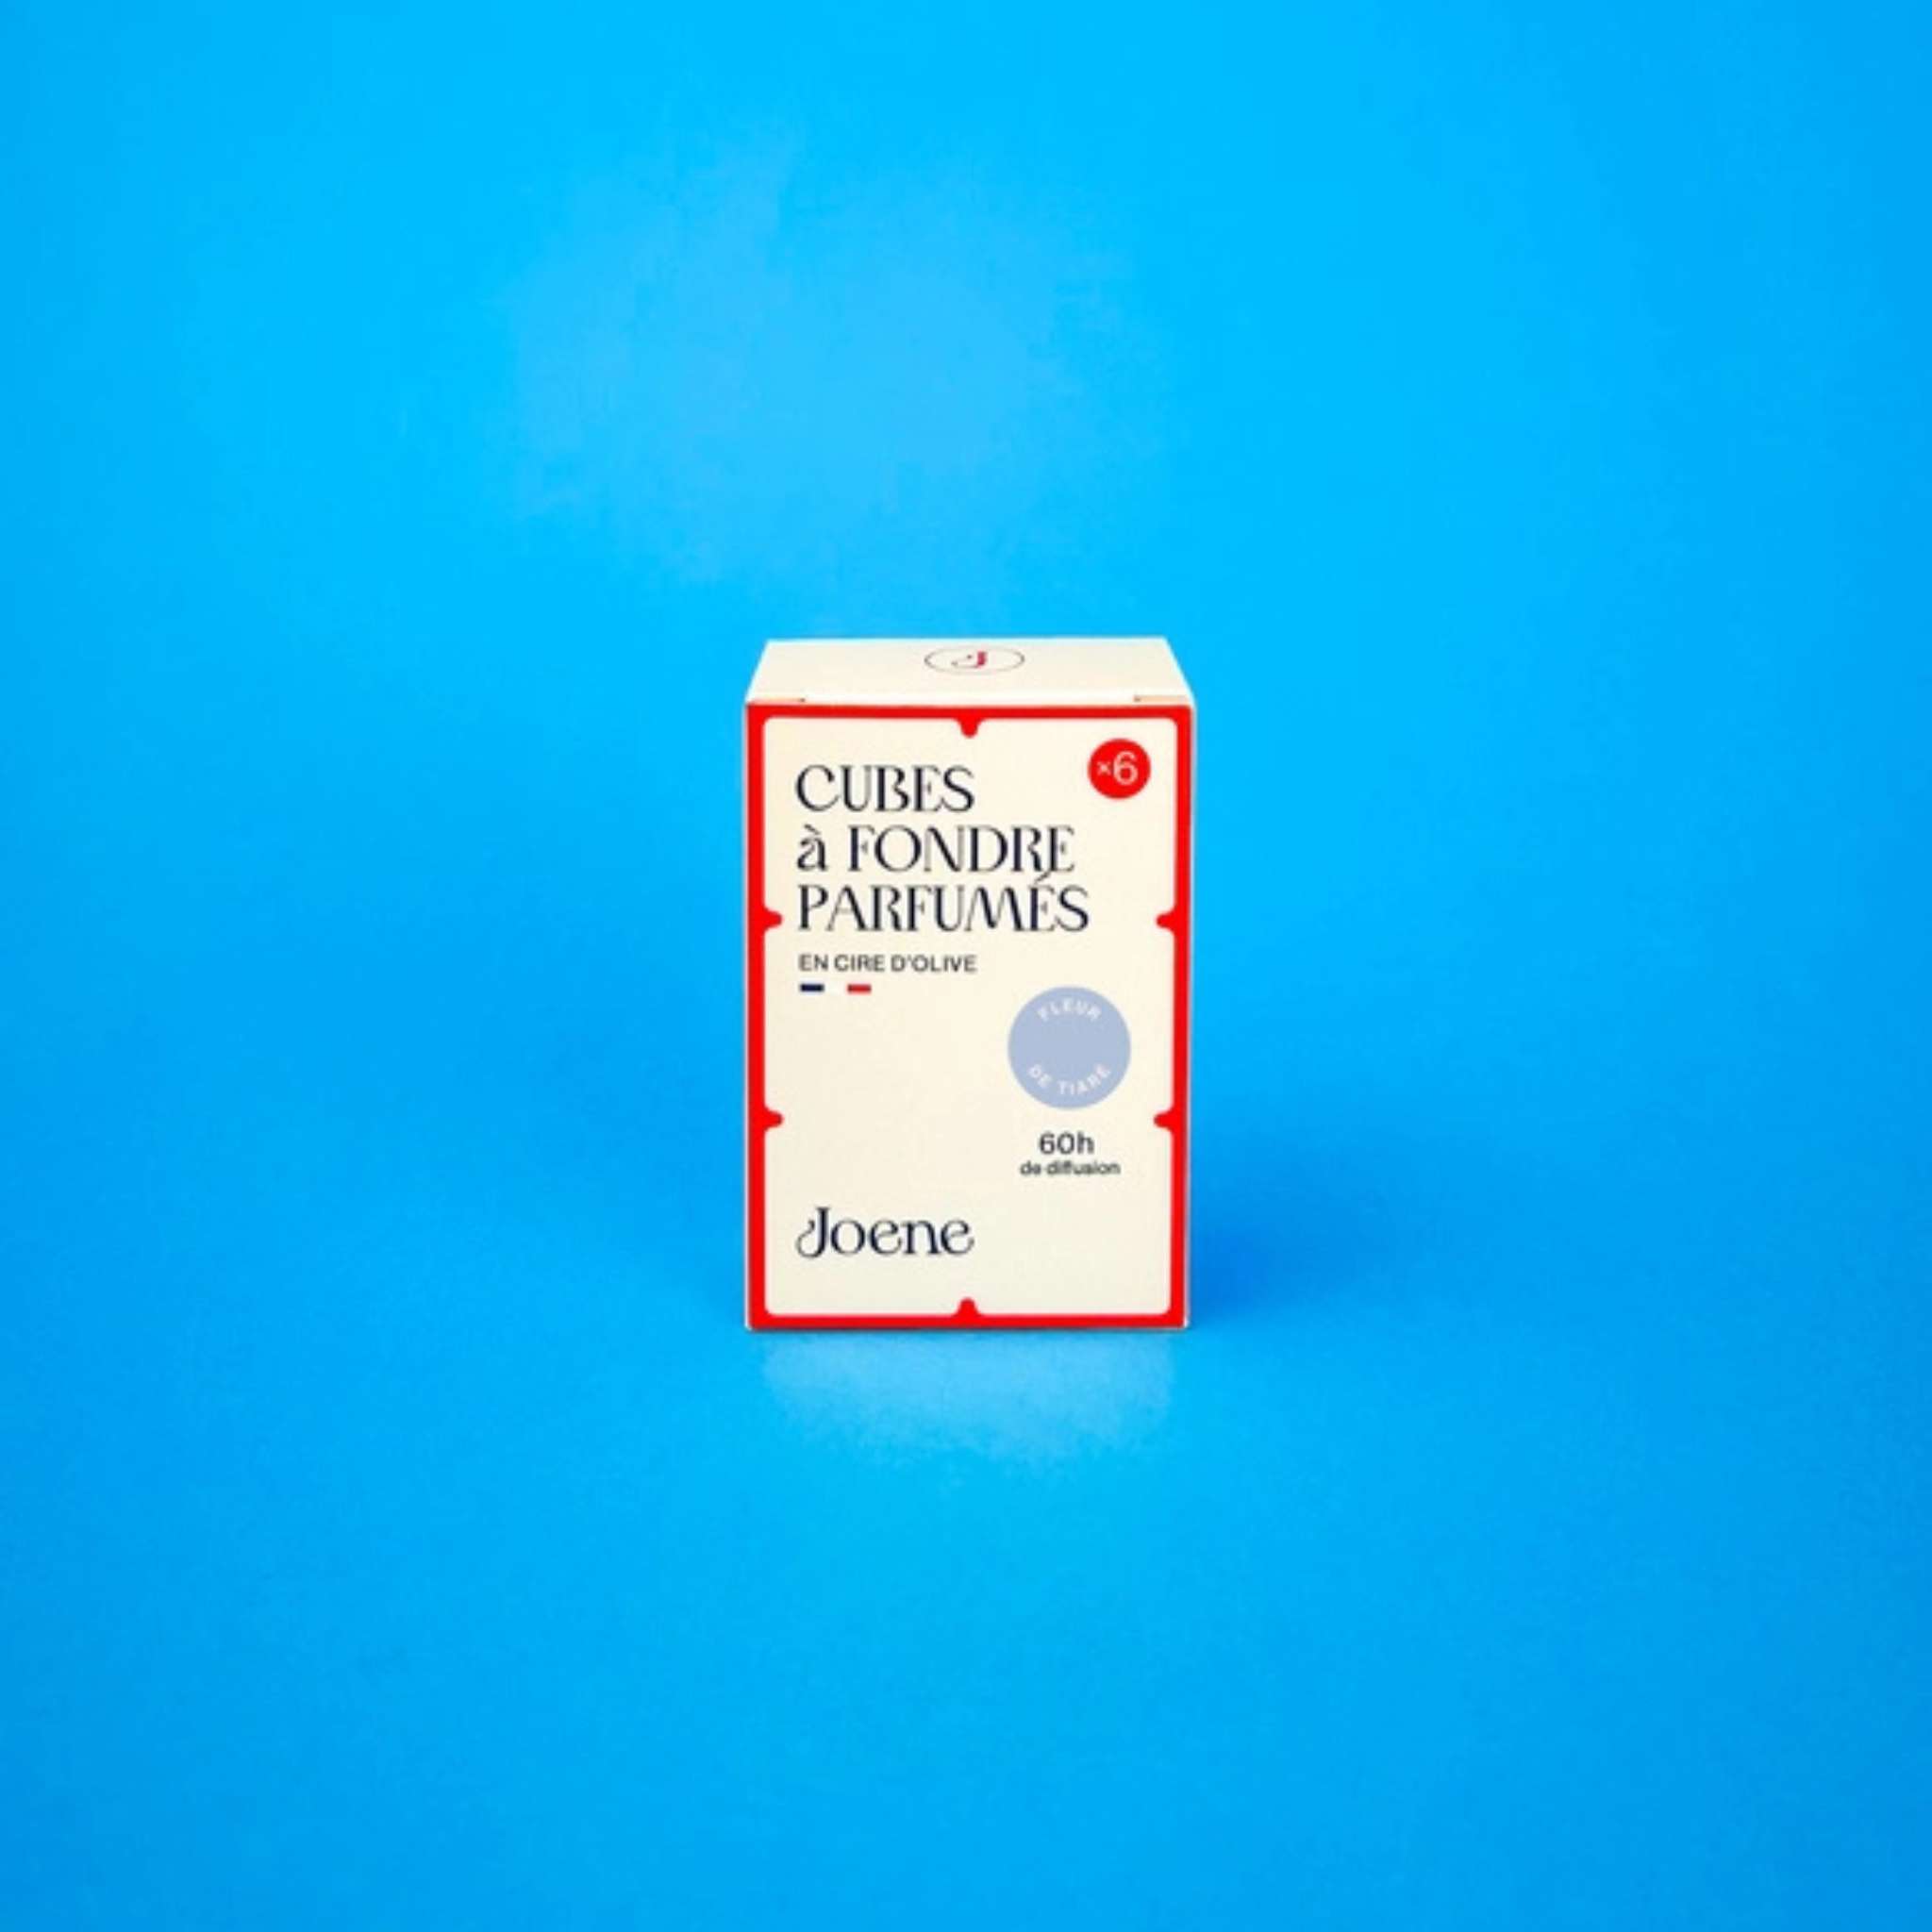 J
×6
CUBES
à FONDRE
PARFUMÉS
EN CIRE D'OLIVE
FLEUR
DE TIARÉ
60h
de diffusion
Joene